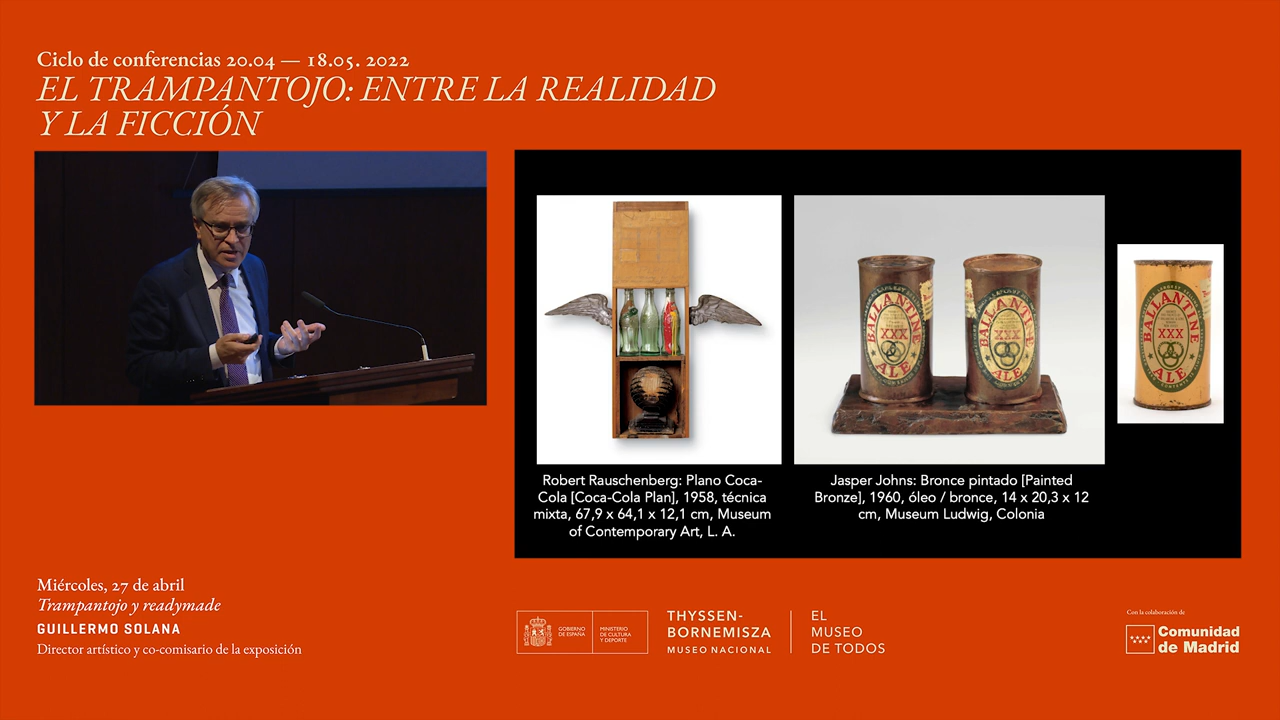 Ciclo de conferencias 20.04 — 18.05. 2022
EL TRAMPANTOJO: ENTRE LA REALIDAD
Y LA FICCIÓN
BALLANTINE
XXX
ALE
BALLANTINE
XXX
ALE
BALLANTINE
XXX
ALE
Robert Rauschenberg: Plano Coca-
Cola [Coca-Cola Plan], 1958, técnica
mixta, 67,9 x 64,1 x 12,1 cm, Museum
of Contemporary Art, L. A.
Jasper Johns: Bronce pintado [Painted
Bronze], 1960, óleo / bronce, 14 x 20,3 x 12
cm, Museum Ludwig, Colonia
Miércoles, 27 de abril
Trampantojo y readymade
GUILLERMO SOLANA
Director artístico y co-comisario de la exposición
GOBIERNO
DE ESPAÑA
MINISTERIO
DE CULTURA
Y DEPORTE
THYSSEN-
BORNEMISZA
MUSEO NACIONAL
EL
MUSEO
DE TODOS
Con la colaboración de
Comunidad
de Madrid